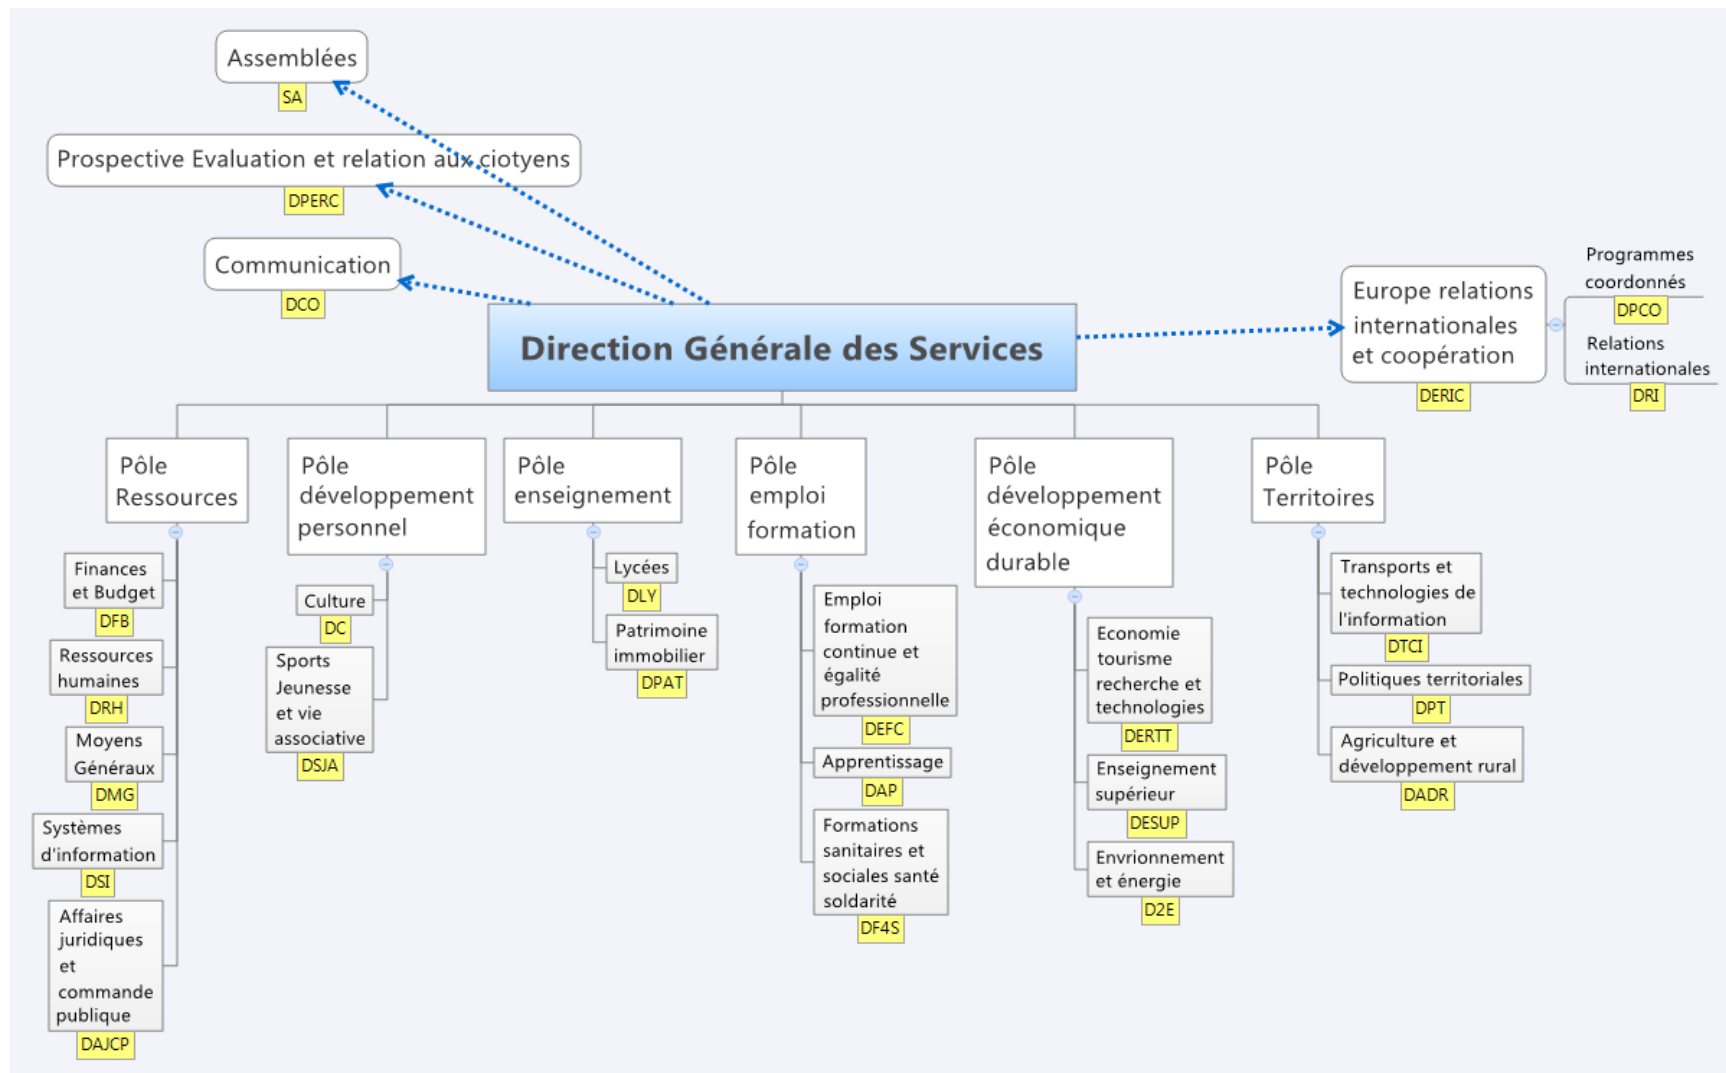 Assemblées
SA
Prospective Evaluation et relation aux ciotyens
DPERC
Communication
DCO
Direction Générale des Services
Europe relations
internationales
et coopération
DERIC
Programmes
coordonnés
DPCO
Relations
internationales
DRI
Pôle
Ressources
Finances
et Budget
DFB
Ressources
humaines
DRH
Moyens
Généraux
DMG
Systèmes
d'information
DSI
Affaires
juridiques
et
commande
publique
DAJCP
Pôle
développement
personnel
Culture
DC
Sports
Jeunesse
et vie
associative
DSJA
Pôle
enseignement
Lycées
DLY
Patrimoine
immobilier
DPAT
Pôle
emploi
formation
Emploi
formation
continue et
égalité
professionnelle
DEFC
Apprentissage
DAP
Formations
sanitaires et
sociales santé
soldarité
DF4S
Pôle
développement
économique
durable
Economie
tourisme
recherche et
technologies
DERTT
Enseignement
supérieur
DESUP
Envrionnement
et énergie
D2E
Pôle
Territoires
Transports et
technologies de
l'information
DTCI
Politiques territoriales
DPT
Agriculture et
développement rural
DADR